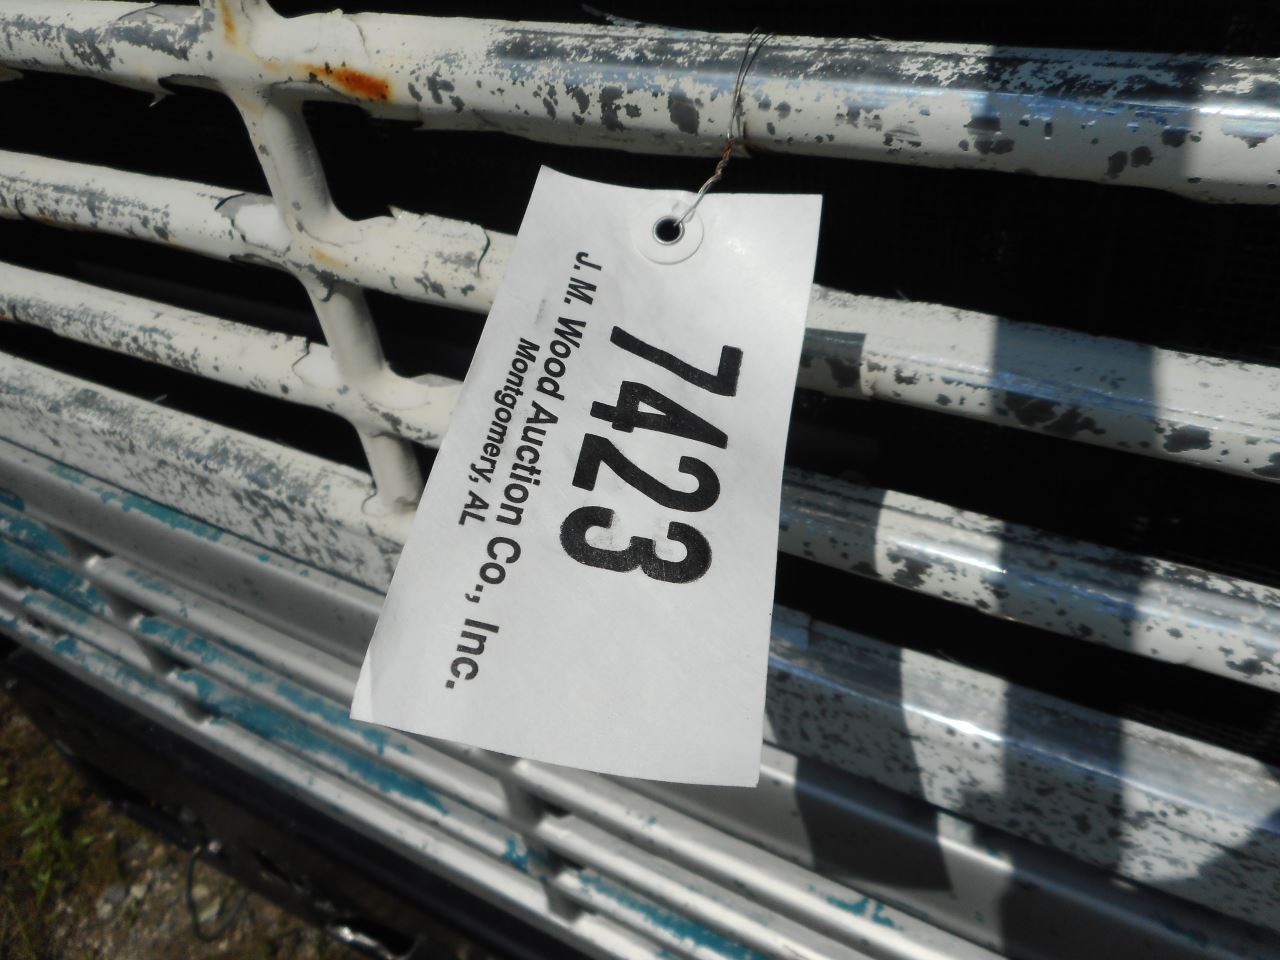 7423
J. M. Wood Auction Co., Inc.
Montgomery, AL